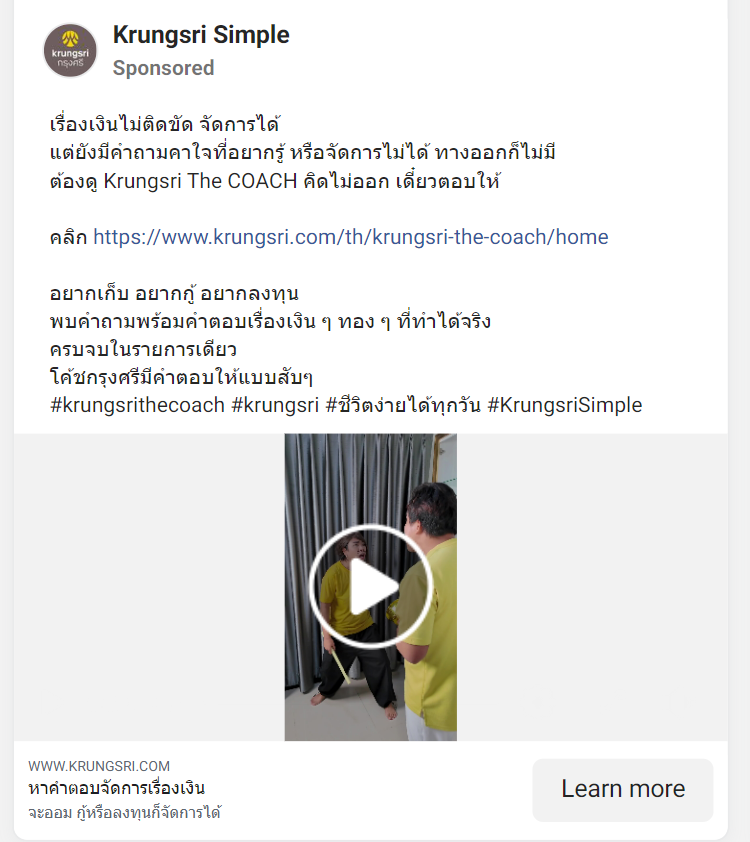 krungsri
กรุงศรี
Krungsri Simple
Sponsored
เรื่องเงินไม่ติดขัด จัดการได้
แต่ยังมีคำถามคาใจที่อยากรู้ หรือจัดการไม่ได้ ทางออกก็ไม่มี
ต้องดู Krungsri The COACH คิดไม่ออก เดี๋ยวตอบให้
คลิก https://www.krungsri.com/th/krungsri-the-coach/home
อยากเก็บ อยากกู้ อยากลงทุน
พบคำถามพร้อมคำตอบเรื่องเงิน ๆ ทอง ๆ ที่ทำได้จริง
ครบจบในรายการเดียว
โค้ชกรุงศรีมีคำตอบให้แบบสับๆ
#krungsrithecoach #krungsri #ชีวิตง่ายได้ทุกวัน #KrungsriSimple
WWW.KRUNGSRI.COM
หาคำตอบจัดการเรื่องเงิน
จะออม กู้หรือลงทุนก็จัดการได้
Learn more